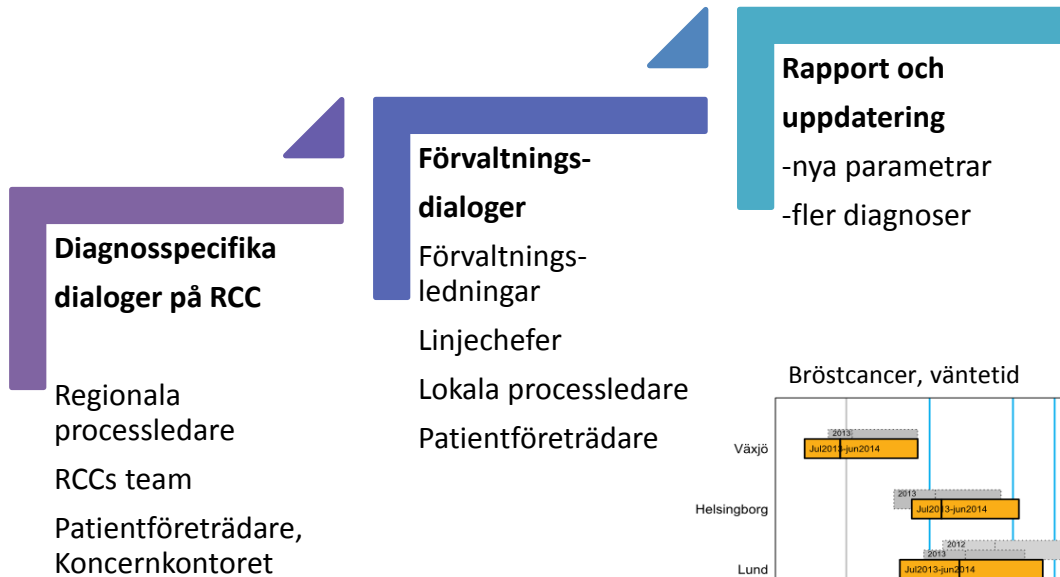 Diagnosspecifika
dialoger på RCC
Regionala
processledare
RCCs team
Patientföreträdare,
Koncernkontoret
Förvaltnings-
dialoger
Förvaltnings-
ledningar
Linjechefer
Lokala processledare
Patientföreträdare
Rapport och
uppdatering
-nya parametrar
-fler diagnoser
Bröstcancer, väntetid
Växjö
2013
Jul2013-jun2014
Helsingborg
2013
Jul2013-jun2014
Lund
2012
2013
Jul2013-jun2014